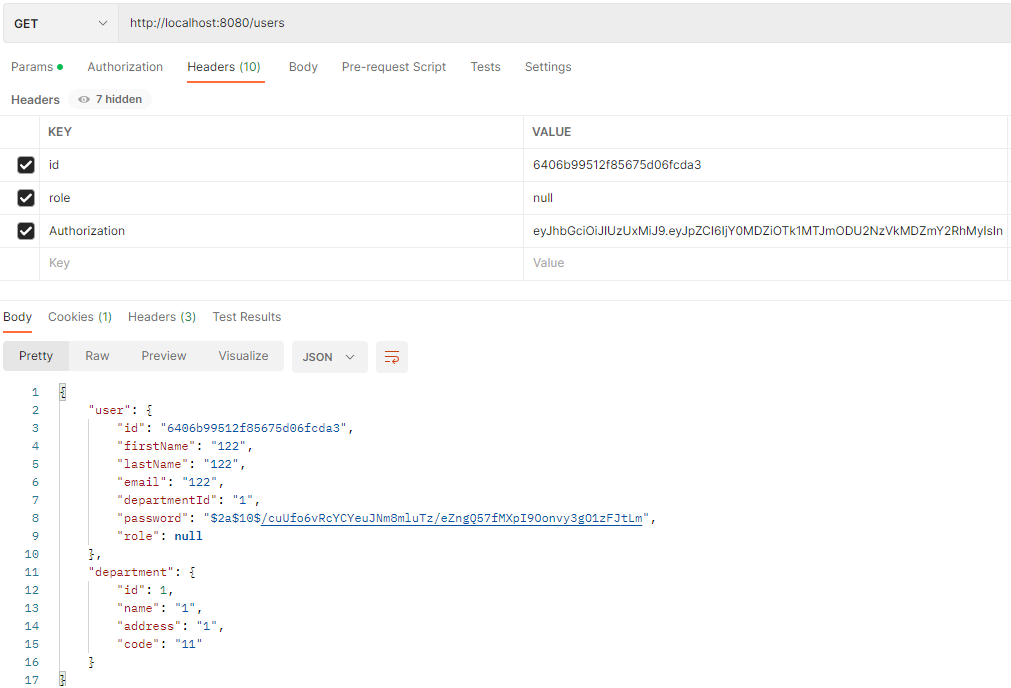 GET http://localhost:8080/users
Params Authorization Headers (10) Body Pre-request Script Tests Settings
Headers 7 hidden
KEY VALUE
id 6406b99512f85675d06fcda3
role null
Authorization eyJhbGciOiJIUzUxMiJ9.eyJpZCI6IjY0MDZiOTk1MTJmODU2NzVkMDZmY2RhMyIsIn
Key Value
Body Cookies (1) Headers (3) Test Results
Pretty Raw Preview Visualize JSON
1 {
2 "user": {
3 "id": "6406b99512f85675d06fcda3",
4 "firstName": "122",
5 "lastName": "122",
6 "email": "122",
7 "departmentId": "1",
8 "password": "$2a$10$/cuUfo6vRcYCYeuJNm8mluTz/eZngQ57fMXpI9Oonvy3gO1zFJtLm",
9 "role": null
10 },
11 "department": {
12 "id": 1,
13 "name": "1",
14 "address": "1",
15 "code": "11"
16 }
17 }